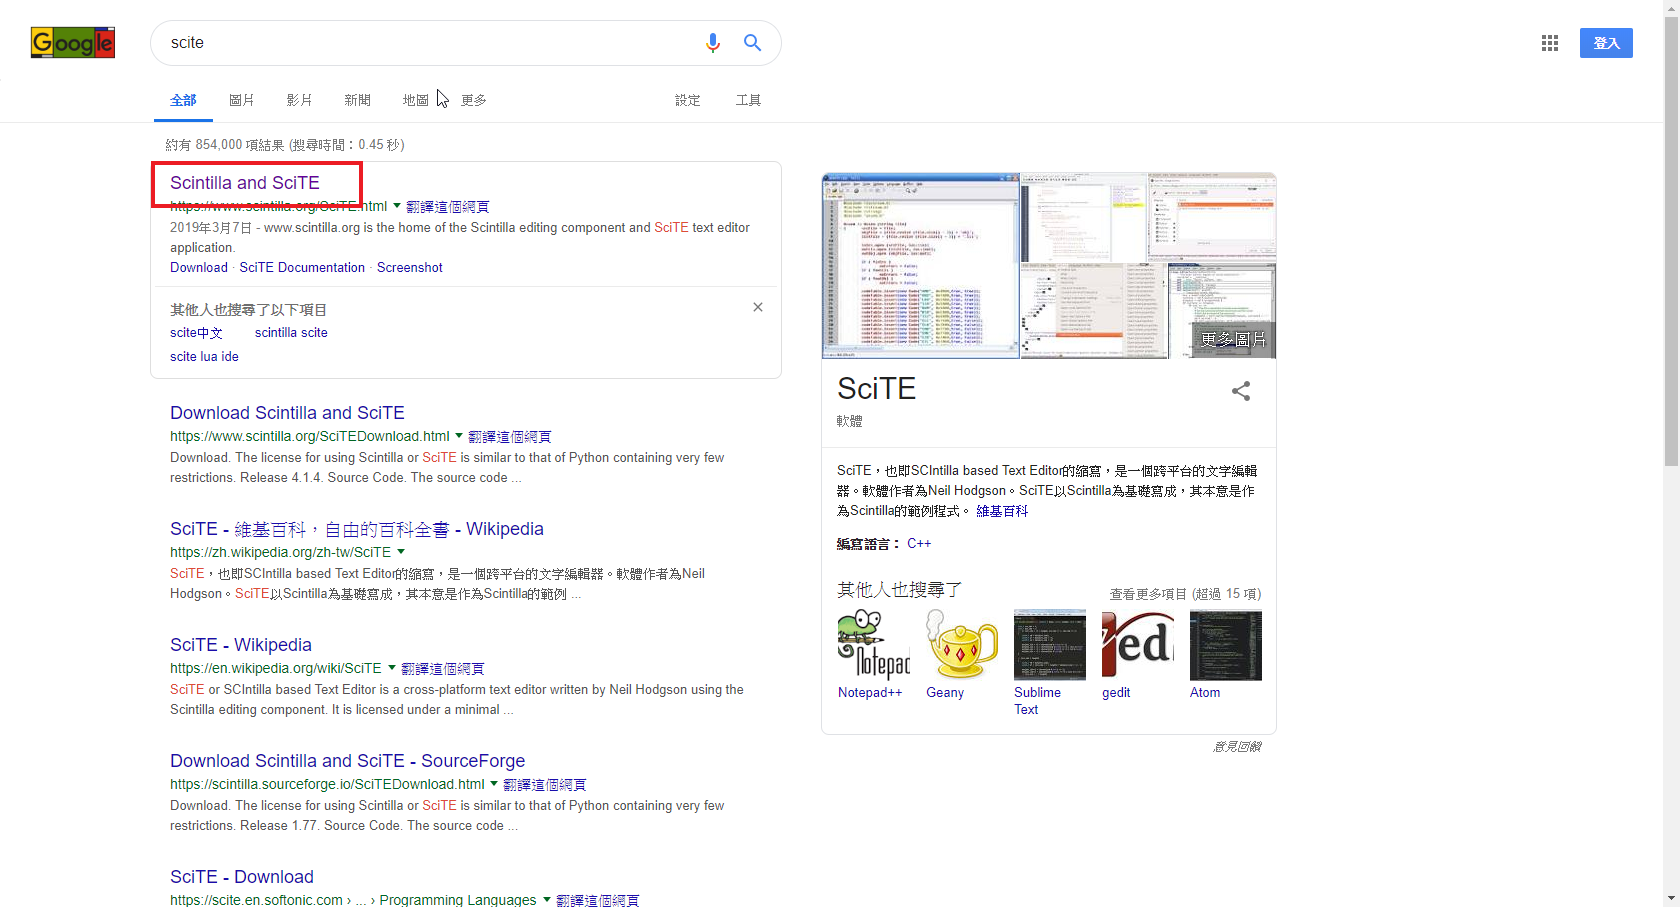 Google
scite
登入
全部 圖片 影片 新聞 地圖 更多 設定 工具
約有 854,000 項結果 (搜尋時間：0.45 秒)
Scintilla and SciTE
https://www.scintilla.org/SciTE.html 翻譯這個網頁
2019年3月7日 - www.scintilla.org is the home of the Scintilla editing component and SciTE text editor
application.
Download · SciTE Documentation · Screenshot
其他人也搜尋了以下項目
scite中文 scintilla scite
scite lua ide
Download Scintilla and SciTE
https://www.scintilla.org/SciTEDownload.html 翻譯這個網頁
Download. The license for using Scintilla or SciTE is similar to that of Python containing very few
restrictions. Release 4.1.4. Source Code. The source code ...
SciTE - 維基百科，自由的百科全書 - Wikipedia
https://zh.wikipedia.org/zh-tw/SciTE
SciTE，也即SCIntilla based Text Editor的縮寫，是一個跨平台的文字編輯器。軟體作者為Neil
Hodgson。SciTE以Scintilla為基礎寫成，其本意是作為Scintilla的範例 ...
SciTE - Wikipedia
https://en.wikipedia.org/wiki/SciTE 翻譯這個網頁
SciTE or SCIntilla based Text Editor is a cross-platform text editor written by Neil Hodgson using the
Scintilla editing component. It is licensed under a minimal ...
Download Scintilla and SciTE - SourceForge
https://scintilla.sourceforge.io/SciTEDownload.html 翻譯這個網頁
Download. The license for using Scintilla or SciTE is similar to that of Python containing very few
restrictions. Release 1.77. Source Code. The source code ...
SciTE - Download
https://scite.en.softonic.com › ... › Programming Languages 翻譯這個網頁
更多圖片
SciTE
軟體
SciTE，也即SCIntilla based Text Editor的縮寫，是一個跨平台的文字編輯
器。軟體作者為Neil Hodgson。SciTE以Scintilla為基礎寫成，其本意是作
為Scintilla的範例程式。 維基百科
編寫語言： C++
其他人也搜尋了 查看更多項目 (超過 15 項)
Notepad++ Geany Sublime Text gedit Atom
意見回饋